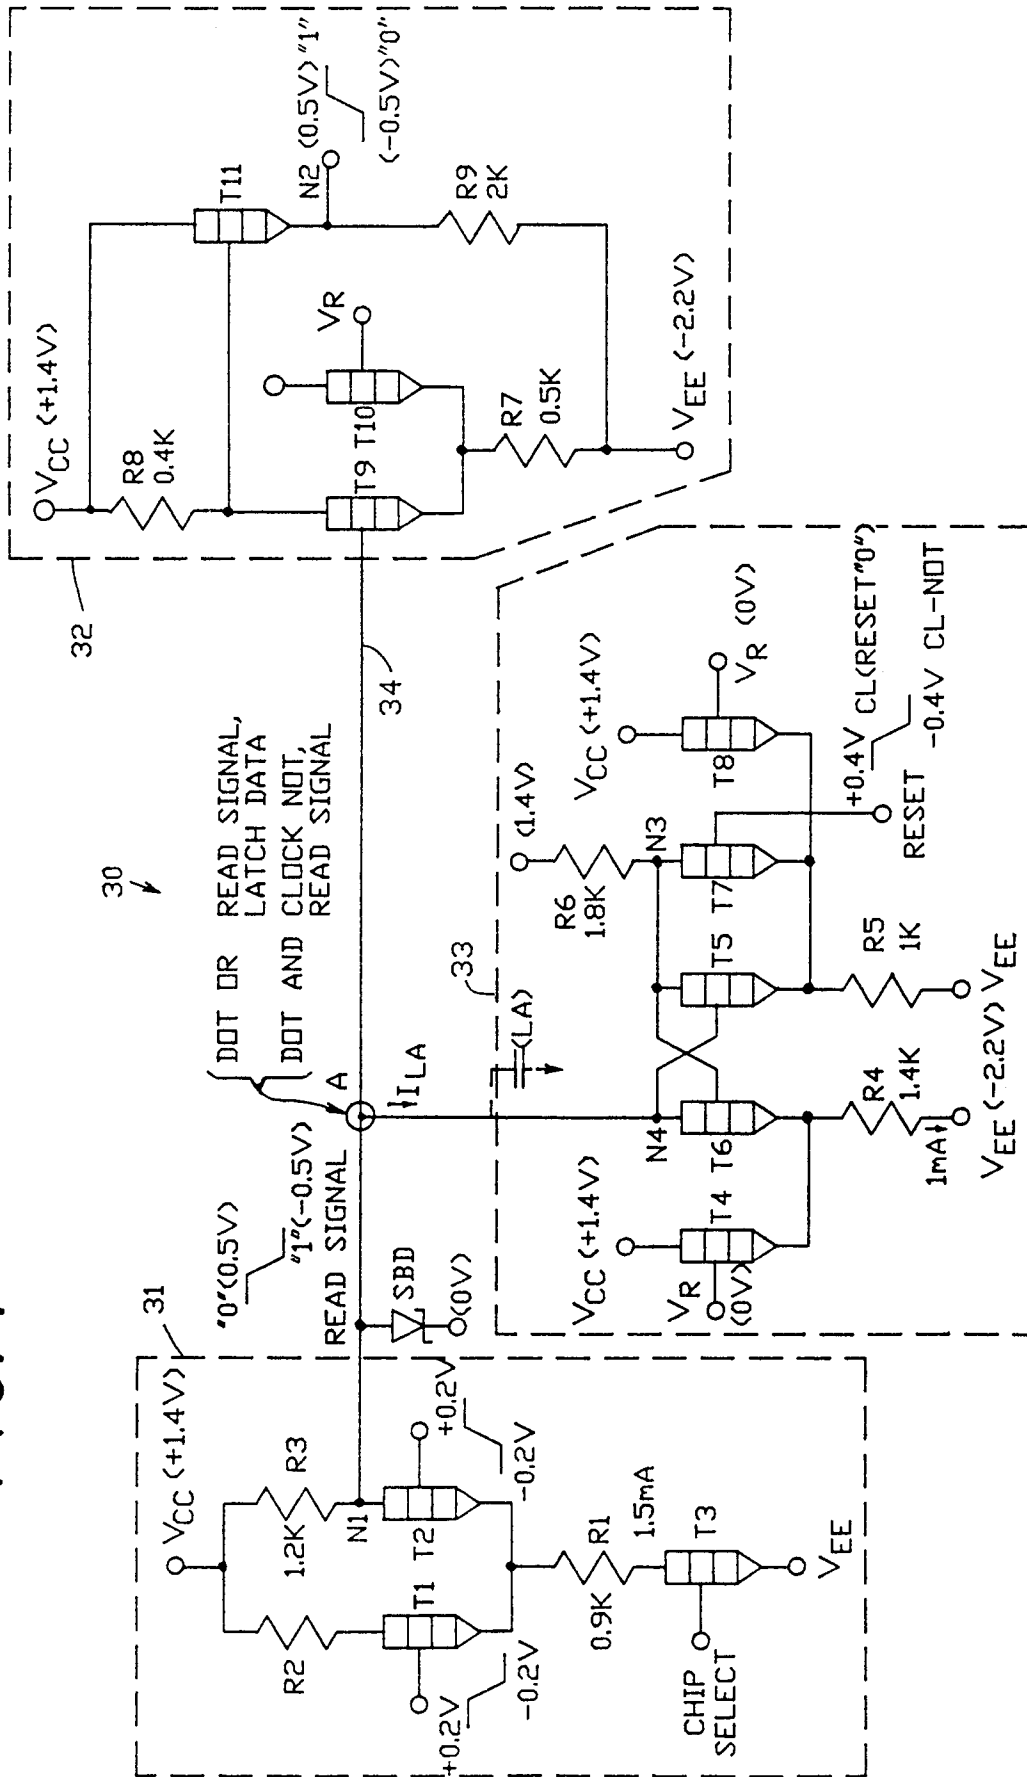 30
31
VCC (+1.4V)
R2
1.2K R3
N1
T1
T2
+0.2V
-0.2V
+0.2V
-0.2V
0.9K R1
1.5mA
CHIP
SELECT
T3
VEE
"0"(0.5V)
"1"(-0.5V)
READ SIGNAL
SBD
(0V)
DOT OR READ SIGNAL,
LATCH DATA
DOT AND CLOCK NOT,
READ SIGNAL
A
ILA
34
33
(LA)
VCC (+1.4V)
VR
(0V)
T4
N4
T6
T5
T7
N3
R6
1.8K
(1.4V)
VCC (+1.4V)
T8
VR (0V)
R4
1.4K
1mA
VEE (-2.2V)
R5
1K
VEE
RESET
+0.4V CL(RESET"0")
-0.4V CL-NOT
32
VCC (+1.4V)
R8
0.4K
T9
T10
VR
T11
N2
(0.5V)"1"
(-0.5V)"0"
R7
0.5K
R9
2K
VEE (-2.2V)